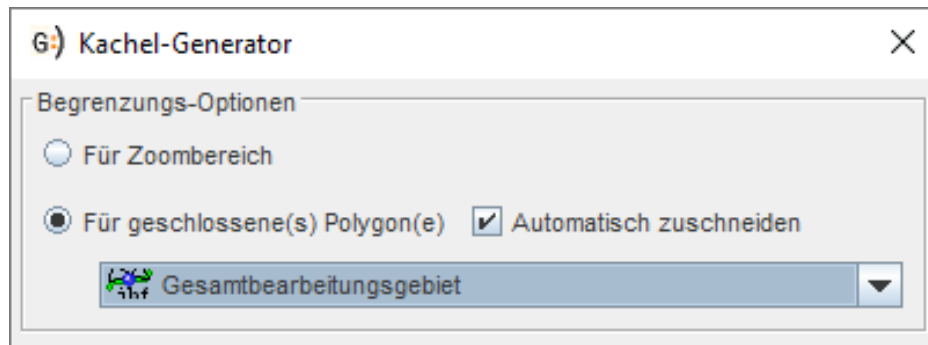 G:) Kachel-Generator
Begrenzungs-Optionen
Für Zoombereich
Für geschlossene(s) Polygon(e) Automatisch zuschneiden
Gesamtbearbeitungsgebiet